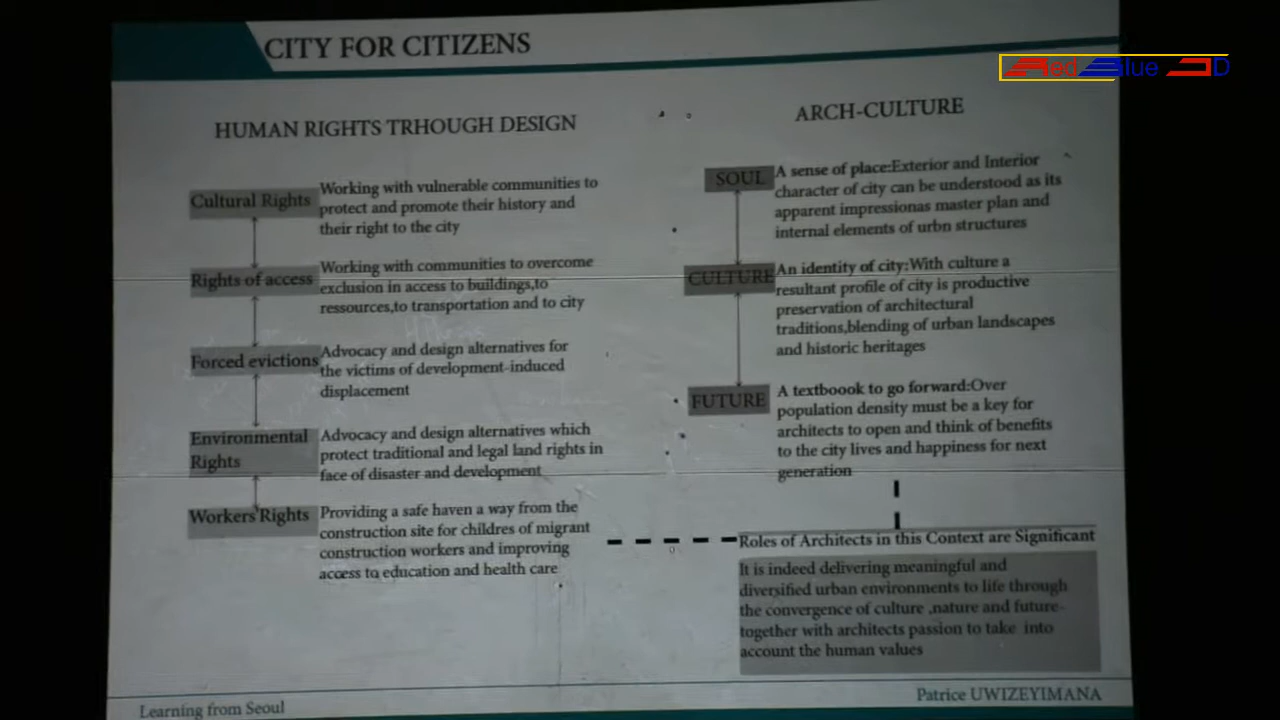 CITY FOR CITIZENS
Red Blue 3D
HUMAN RIGHTS TRHOUGH DESIGN
Cultural Rights
Working with vulnerable communities to
protect and promote their history and
their right to the city
Rights of access
Working with communities to overcome
exclusion in access to buildings,to
ressources,to transportation and to city
Forced evictions
Advocacy and design alternatives for
the victims of development-induced
displacement
Environmental
Rights
Advocacy and design alternatives which
protect traditional and legal land rights in
face of disaster and development
Workers Rights
Providing a safe haven a way from the
construction site for childres of migrant
construction workers and improving
access to education and health care
ARCH-CULTURE
SOUL
A sense of place:Exterior and Interior
character of city can be understood as its
apparent impressionas master plan and
internal elements of urbn structures
CULTURE
An identity of city:With culture a
resultant profile of city is productive
preservation of architectural
traditions,blending of urban landscapes
and historic heritages
FUTURE
A textboook to go forward:Over
population density must be a key for
architects to open and think of benefits
to the city lives and happiness for next
generation
Roles of Architects in this Context are Significant
It is indeed delivering meaningful and
diversified urban environments to life through
the convergence of culture ,nature and future-
together with architects passion to take into
account the human values
Learning from Seoul
Patrice UWIZEYIMANA